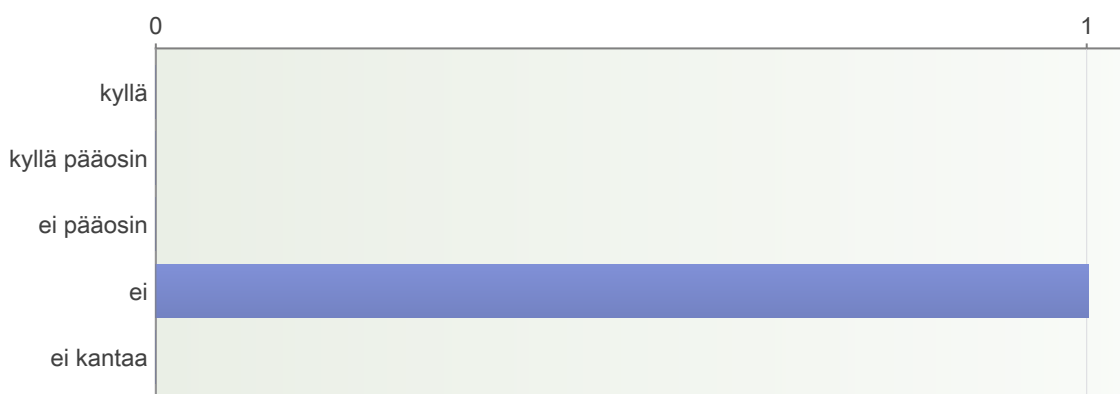 0 1
kyllä
kyllä pääosin
ei pääosin
ei
ei kantaa